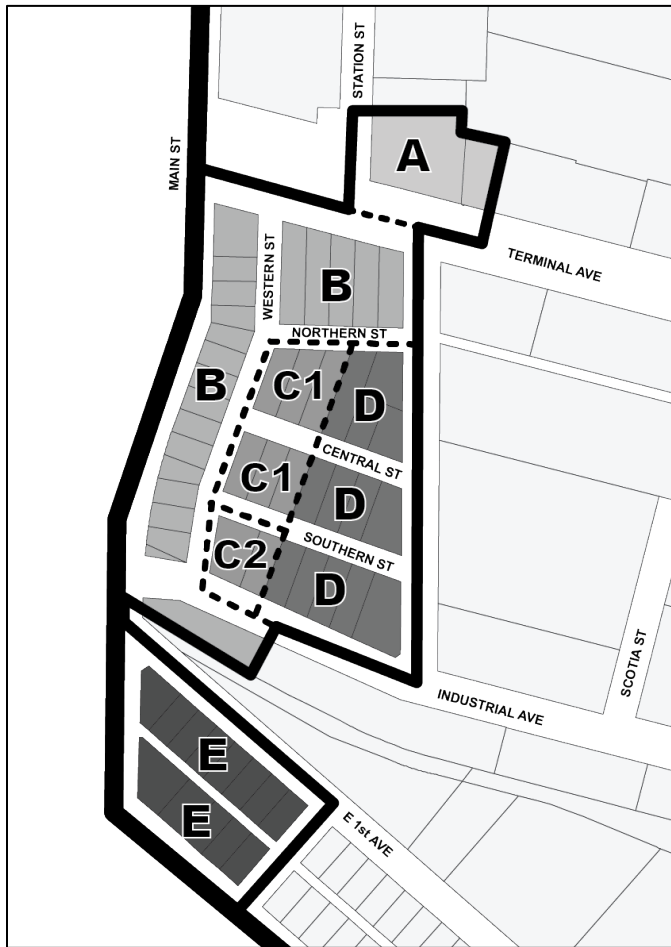 STATION ST
MAIN ST
A
TERMINAL AVE
WESTERN ST
B
NORTHERN ST
B
C1
D
CENTRAL ST
C1
D
SOUTHERN ST
C2
D
SCOTIA ST
INDUSTRIAL AVE
E
E
E 1st AVE